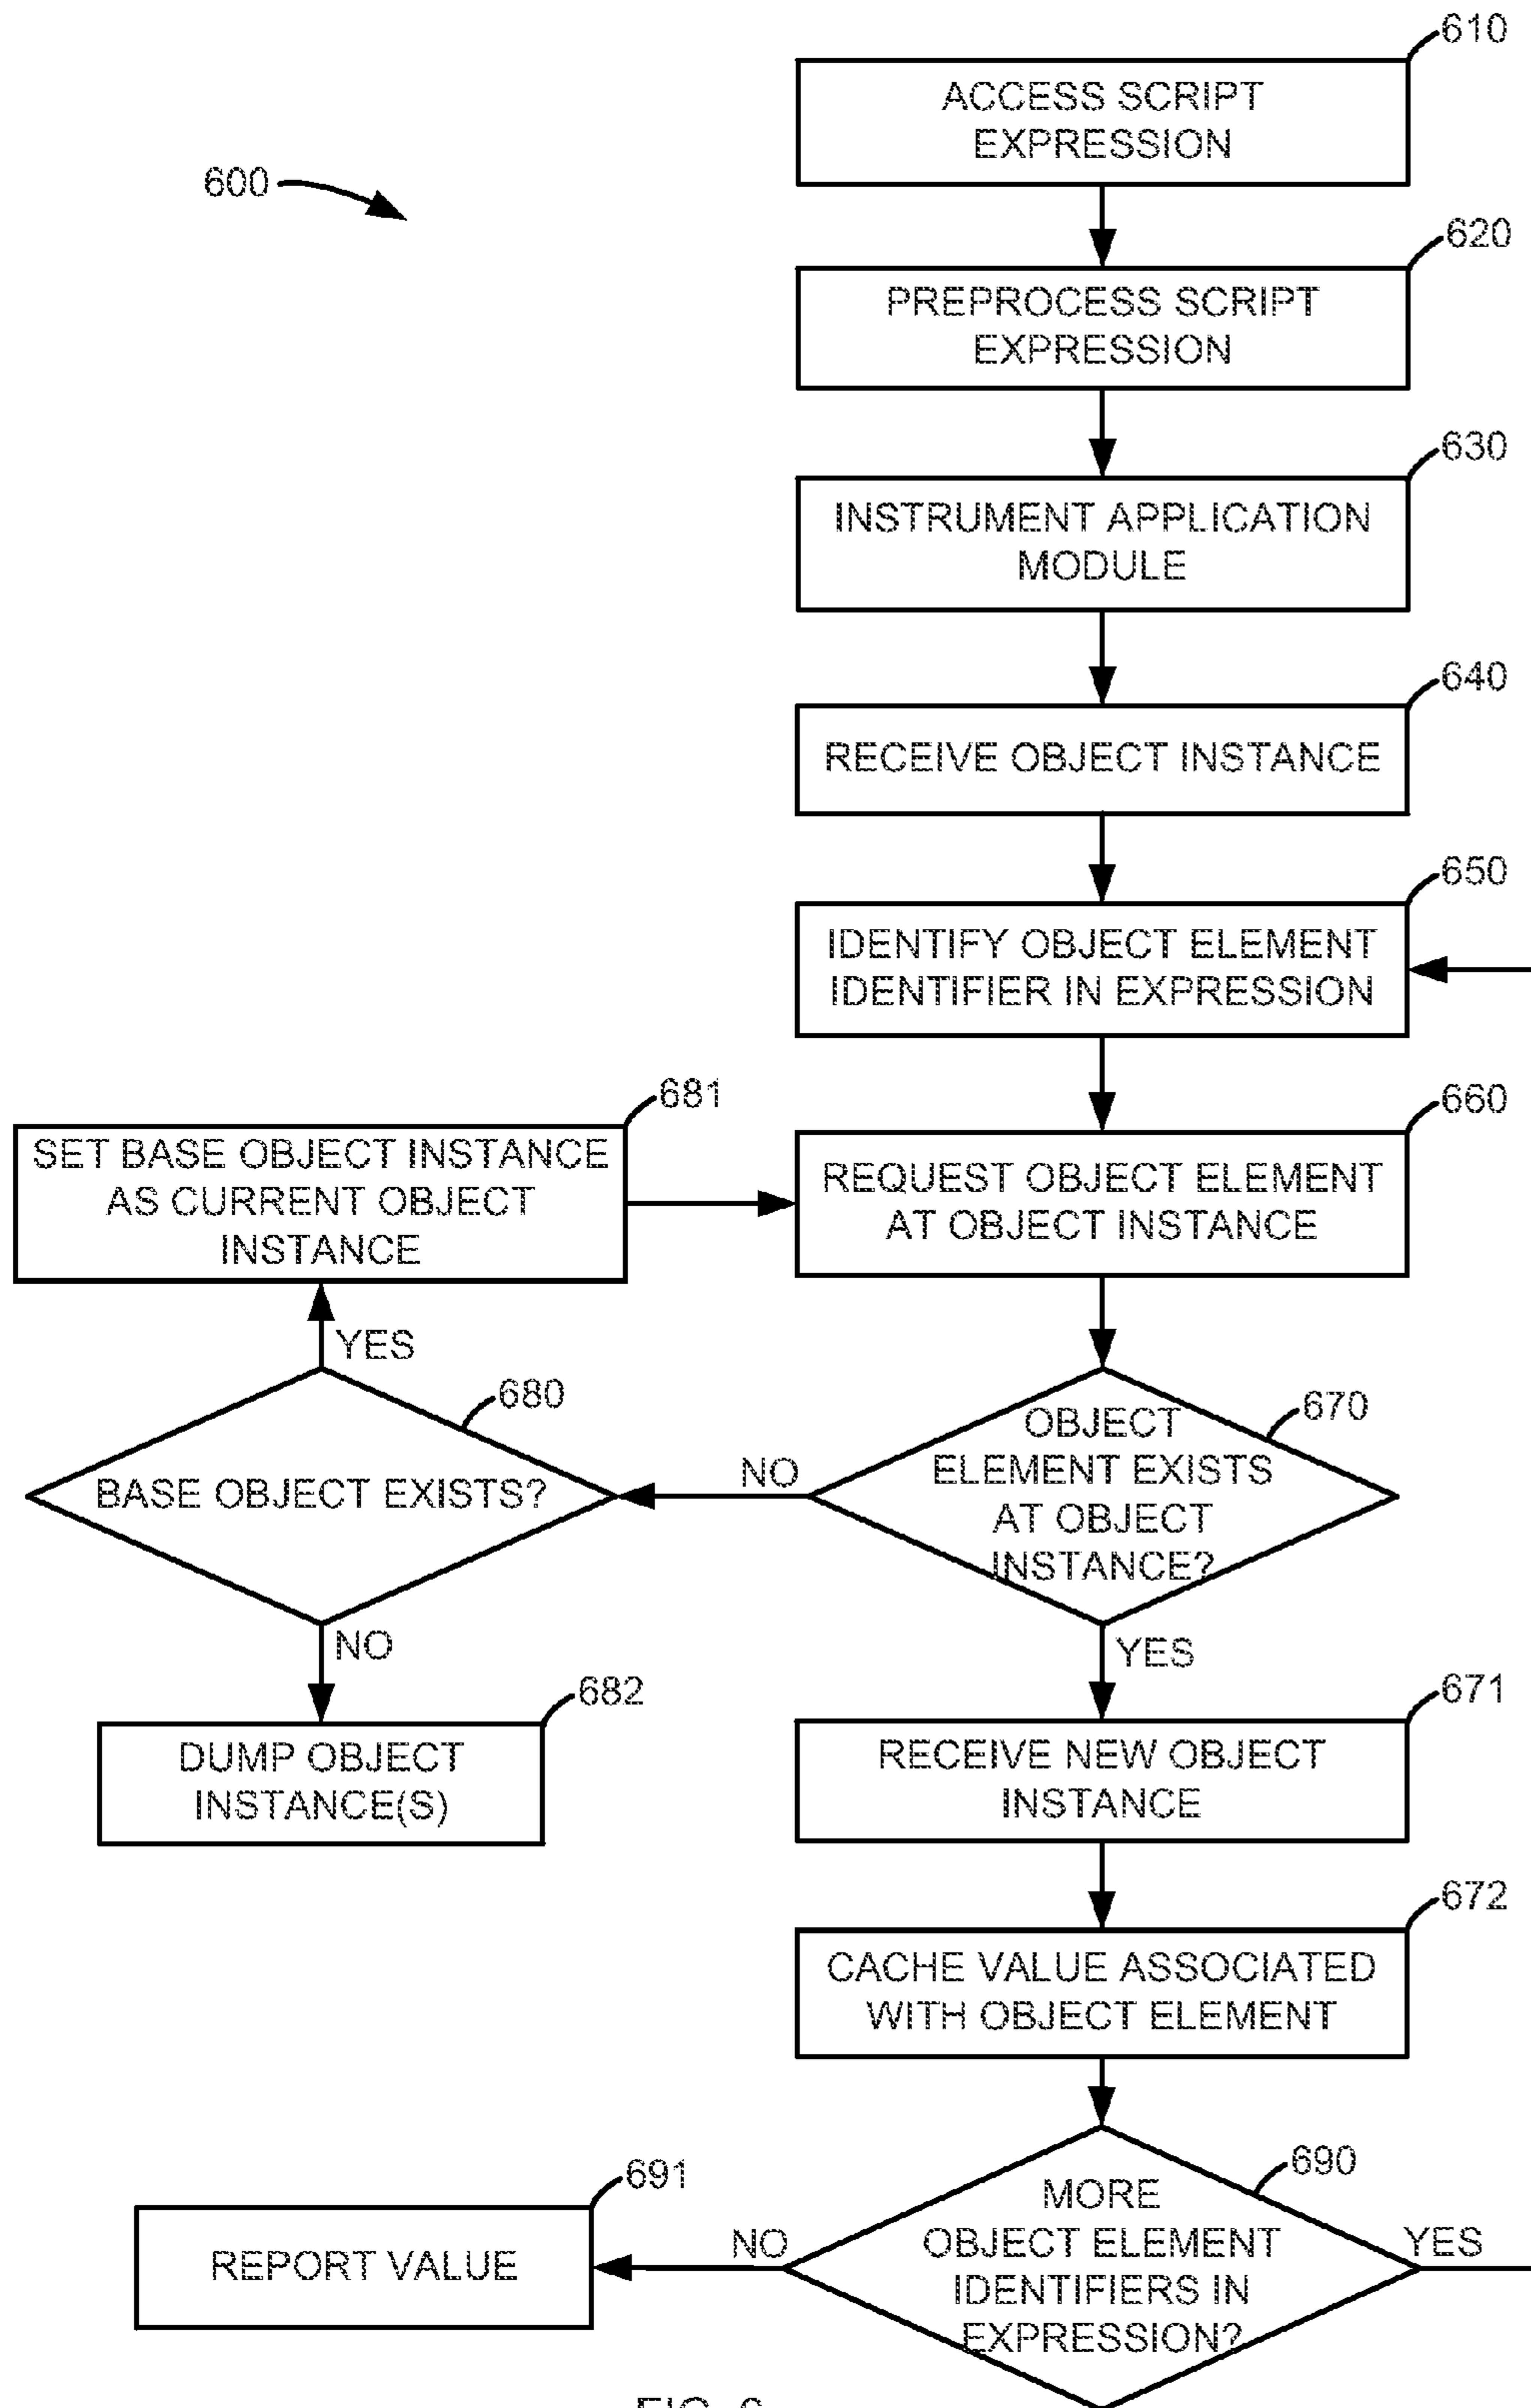 610
ACCESS SCRIPT
EXPRESSION
600
620
PREPROCESS SCRIPT
EXPRESSION
630
INSTRUMENT APPLICATION
MODULE
640
RECEIVE OBJECT INSTANCE
650
IDENTIFY OBJECT ELEMENT
IDENTIFIER IN EXPRESSION
681
SET BASE OBJECT INSTANCE
AS CURRENT OBJECT
INSTANCE
660
REQUEST OBJECT ELEMENT
AT OBJECT INSTANCE
YES
680
BASE OBJECT EXISTS?
NO
670
OBJECT
ELEMENT EXISTS
AT OBJECT
INSTANCE?
NO
YES
682
DUMP OBJECT
INSTANCE(S)
671
RECEIVE NEW OBJECT
INSTANCE
672
CACHE VALUE ASSOCIATED
WITH OBJECT ELEMENT
691
REPORT VALUE
NO
690
MORE
OBJECT ELEMENT
IDENTIFIERS IN
EXPRESSION?
YES
FIG. 6